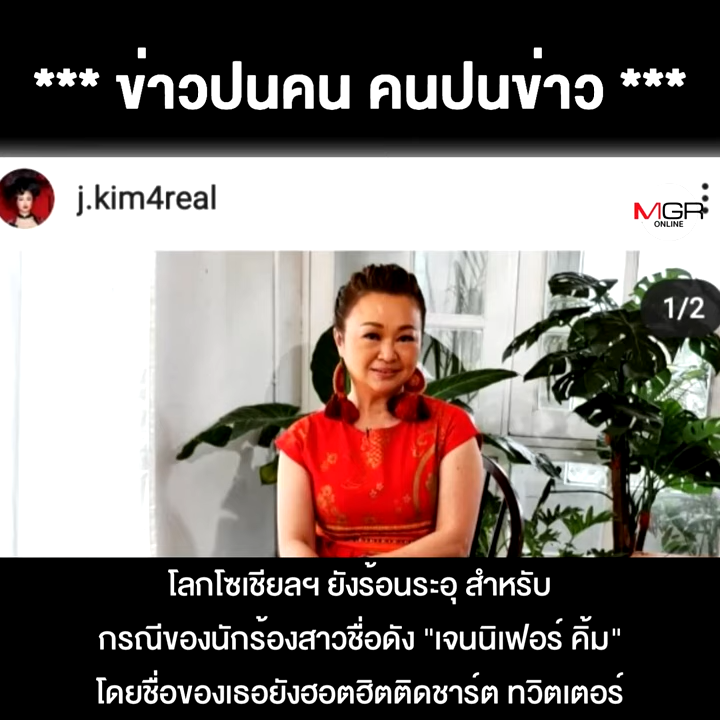 *** ข่าวปนคน คนปนข่าว ***
j.kim4real
MGR
ONLINE
1/2
โลกโซเชียลฯ ยังร้อนระอุ สำหรับ
กรณีของนักร้องสาวชื่อดัง "เจนนิเฟอร์ คิ้ม"
โดยชื่อของเธอยังฮอตฮิตติดชาร์ต ทวิตเตอร์